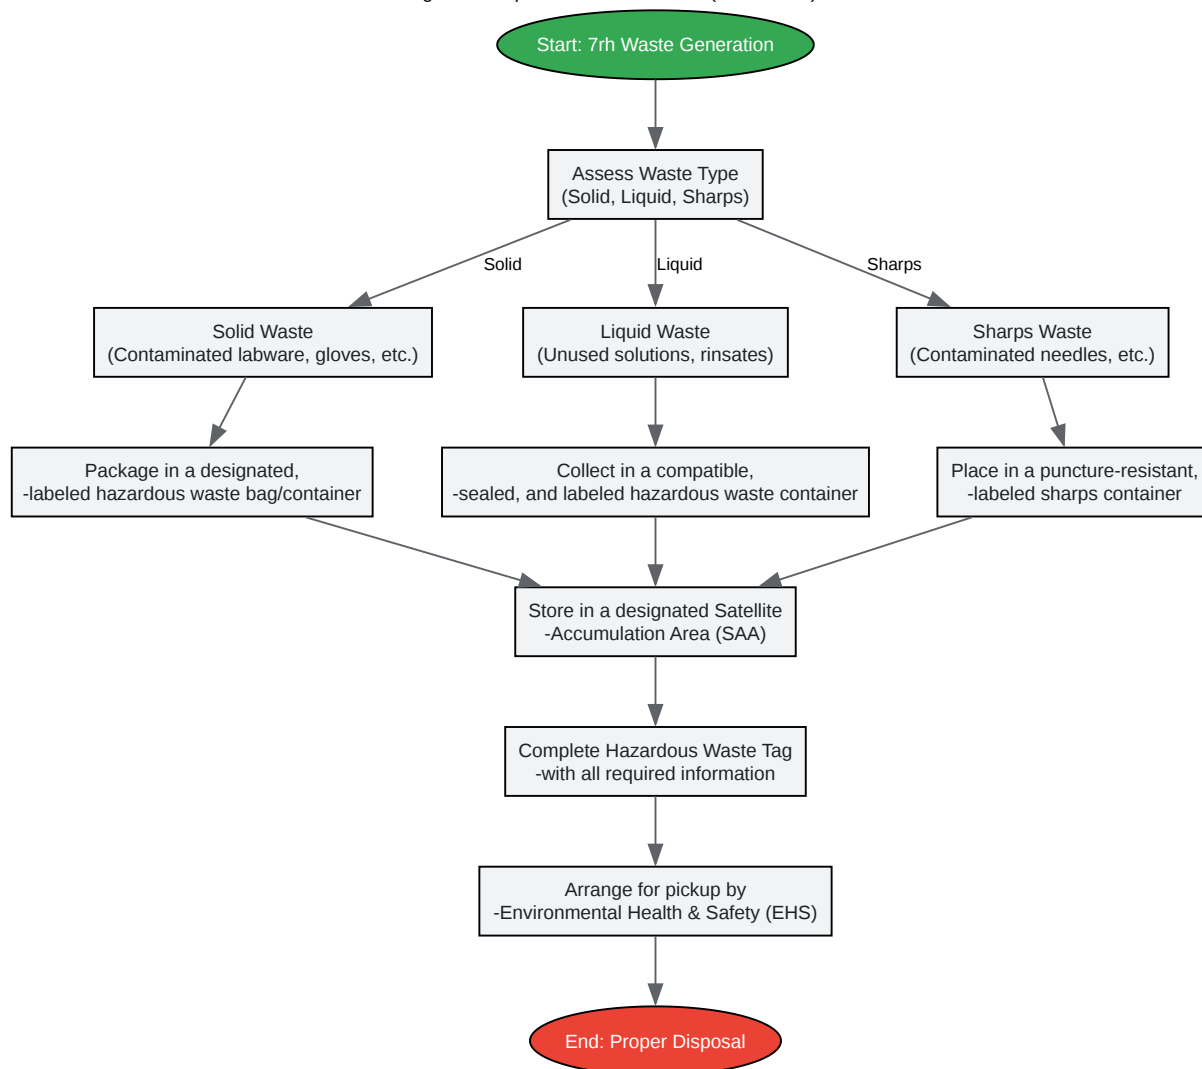 Start: 7rh Waste Generation
Assess Waste Type
(Solid, Liquid, Sharps)
Solid
Liquid
Sharps
Solid Waste
(Contaminated labware, gloves, etc.)
Liquid Waste
(Unused solutions, rinsates)
Sharps Waste
(Contaminated needles, etc.)
Package in a designated,
-labeled hazardous waste bag/container
Collect in a compatible,
-sealed, and labeled hazardous waste container
Place in a puncture-resistant,
-labeled sharps container
Store in a designated Satellite
-Accumulation Area (SAA)
Complete Hazardous Waste Tag
-with all required information
Arrange for pickup by
-Environmental Health & Safety (EHS)
End: Proper Disposal